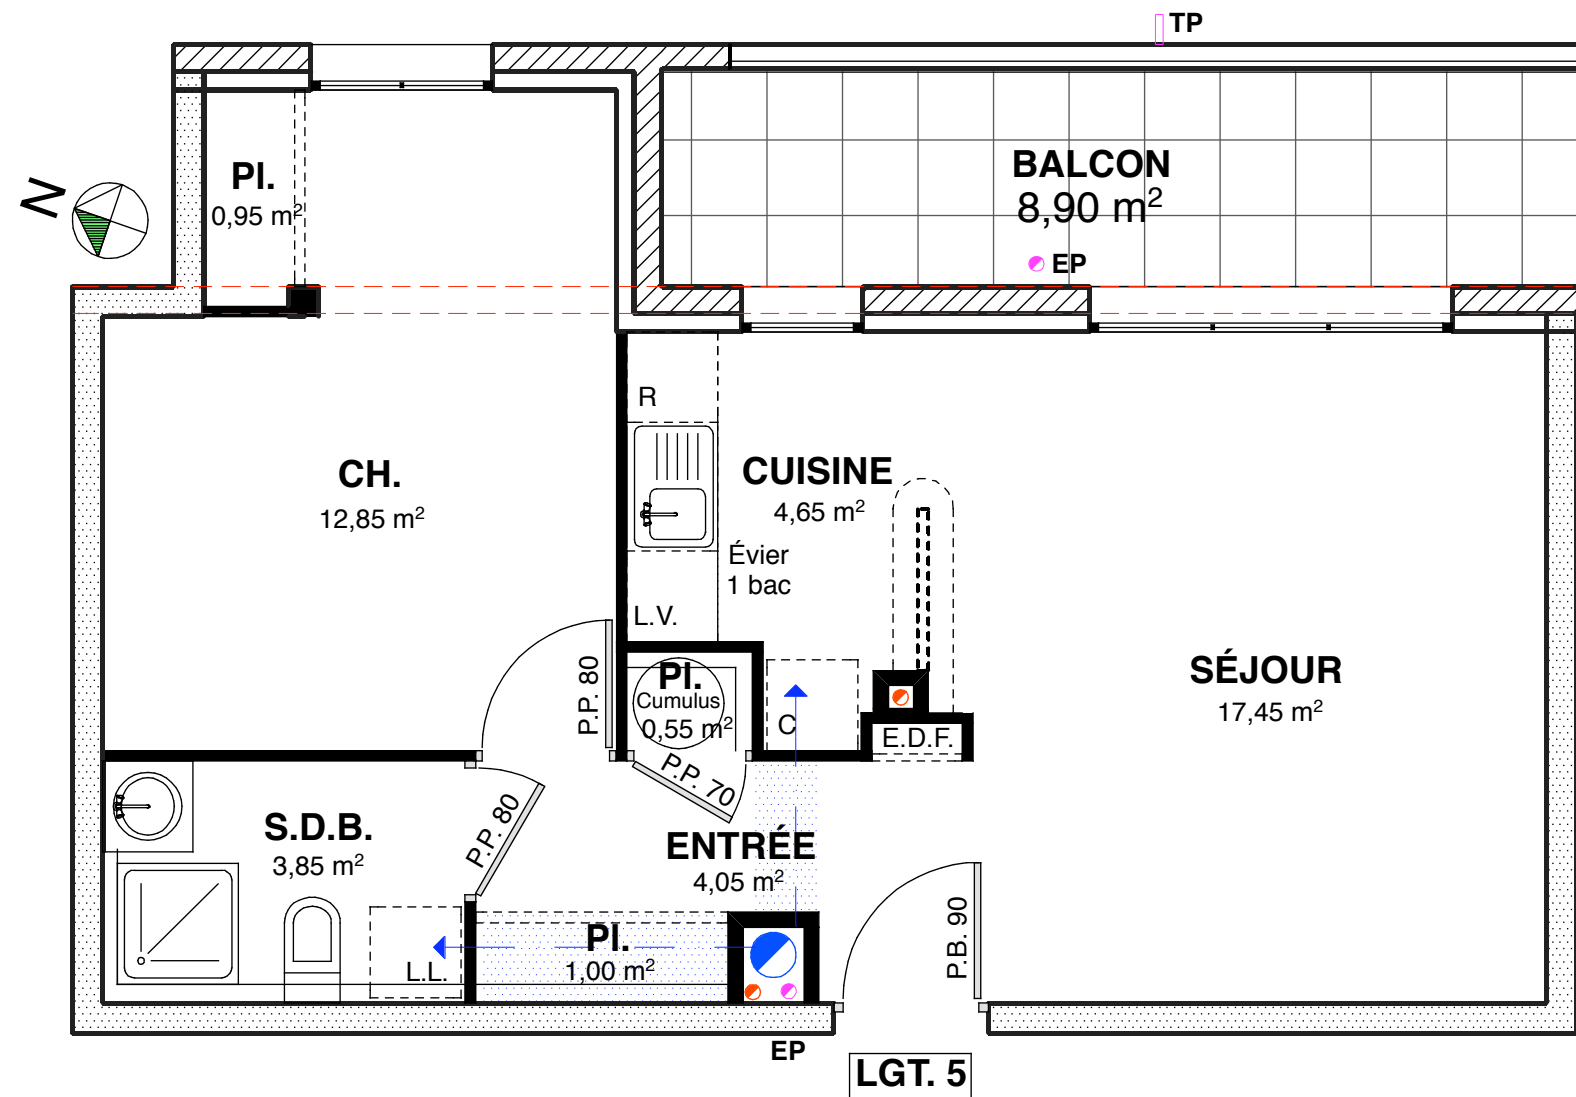 TP
N
Pl.
0,95 m²
BALCON
8,90 m²
EP
R
CH.
12,85 m²
CUISINE
4,65 m²
Évier
1 bac
L.V.
P.P. 80
Pl.
Cumulus
0,55 m²
C
E.D.F.
SÉJOUR
17,45 m²
P.P. 70
P.P. 80
S.D.B.
3,85 m²
ENTRÉE
4,05 m²
P.B. 90
Pl.
1,00 m²
L.L.
EP
LGT. 5